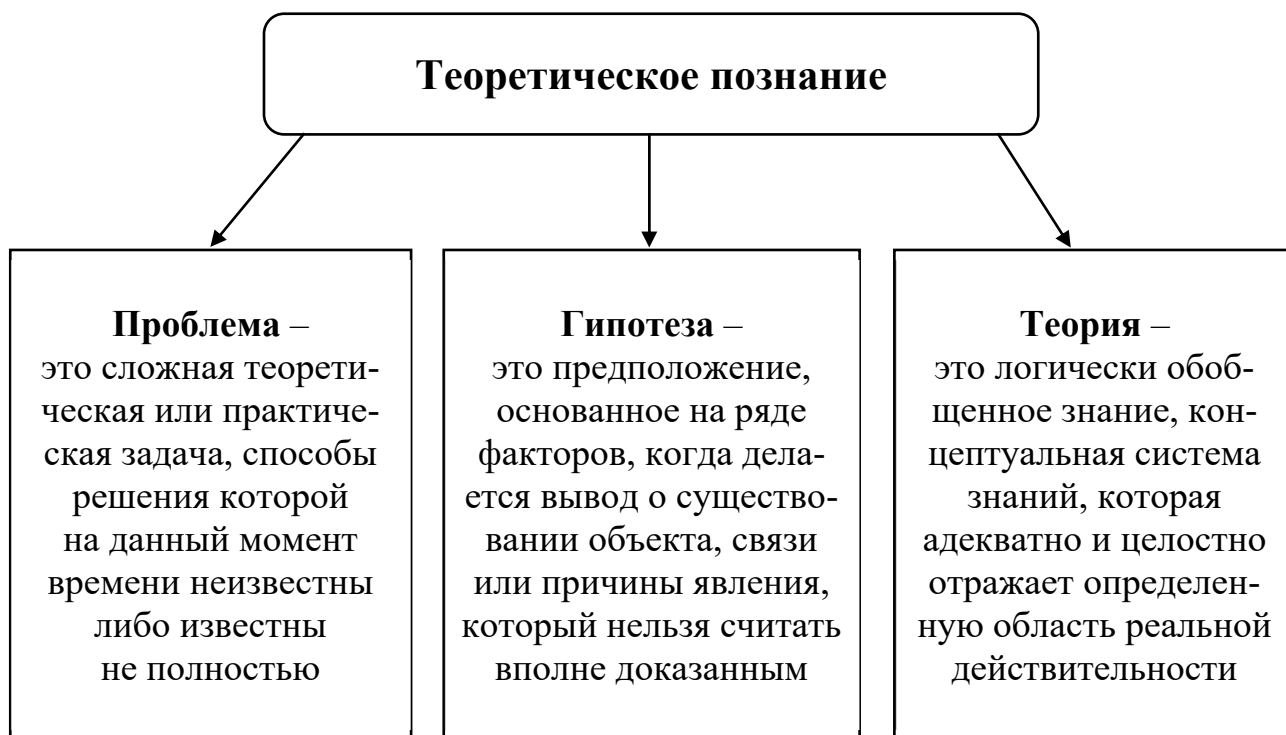 Теоретическое познание
Проблема –
это сложная теорети-
ческая или практиче-
ская задача, способы
решения которой
на данный момент
времени неизвестны
либо известны
не полностью
Гипотеза –
это предположение,
основанное на ряде
факторов, когда дела-
ется вывод о существо-
вании объекта, связи
или причины явления,
который нельзя считать
вполне доказанным
Теория –
это логически обоб-
щенное знание, кон-
цептуальная система
знаний, которая
адекватно и целостно
отражает определен-
ную область реальной
действительности